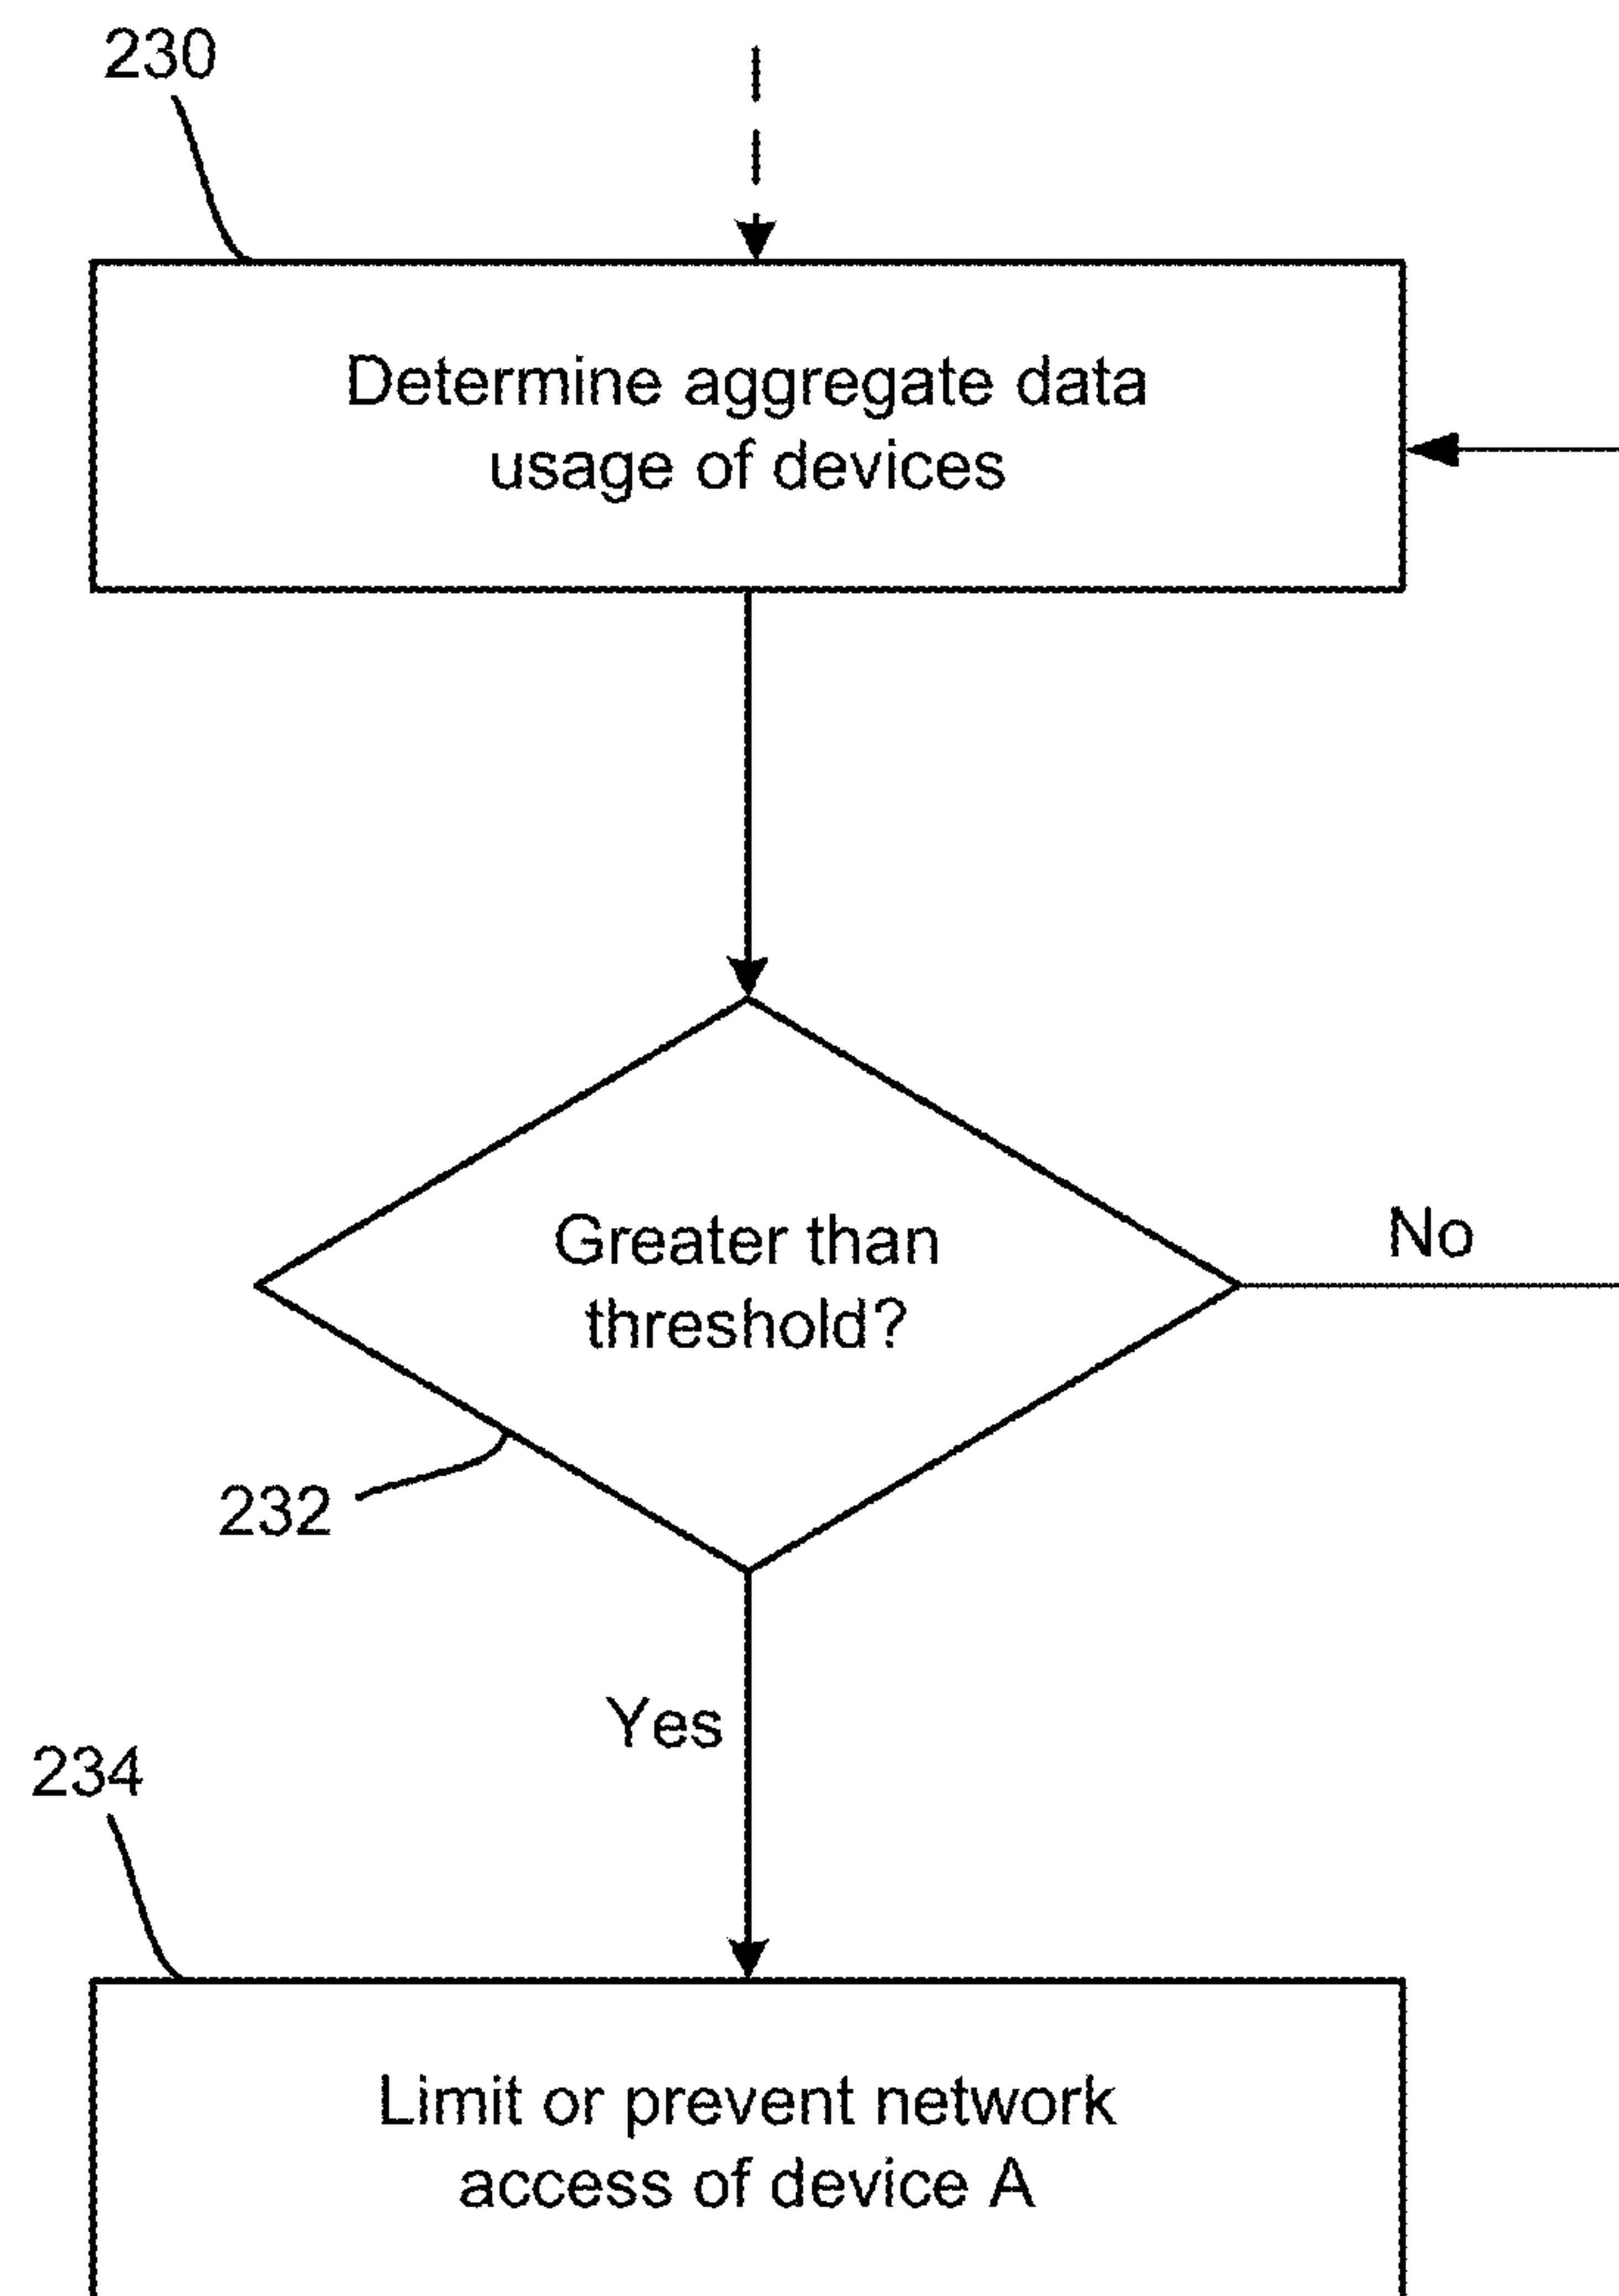 230
Determine aggregate data
usage of devices
Greater than
threshold?
No
232
Yes
234
Limit or prevent network
access of device A